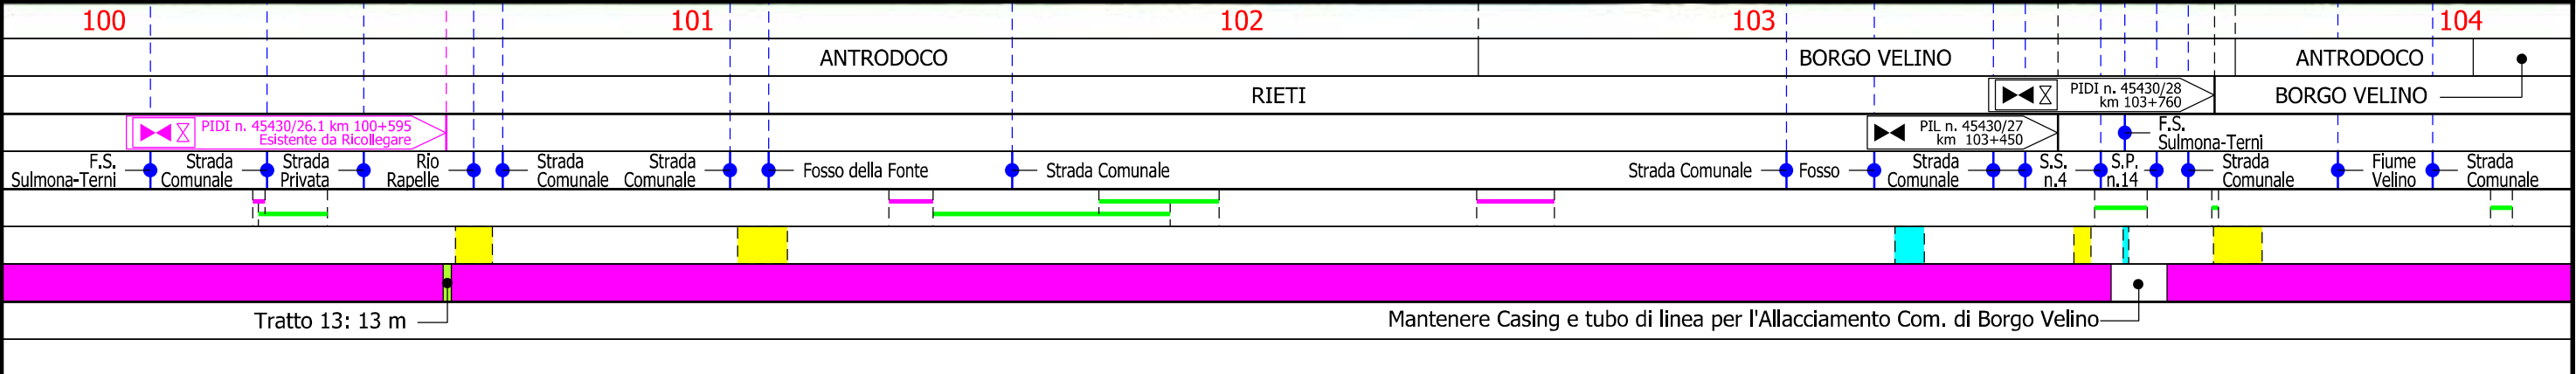 100 101 102 103 104
ANTRODOCO BORGO VELINO ANTRODOCO
RIETI BORGO VELINO
PIDI n. 45430/28
km 103+760
PIDI n. 45430/26.1 km 100+595
Esistente da Ricollegare
PIL n. 45430/27
km 103+450
F.S.
Sulmona-Terni
F.S.
Sulmona-Terni
Strada
Comunale
Strada
Privata
Rio
Rapelle
Strada
Comunale
Strada
Comunale
Fosso della Fonte
Strada Comunale
Strada Comunale
Fosso
Strada
Comunale
S.S.
n.4
S.P.
n.14
Strada
Comunale
Fiume
Velino
Strada
Comunale
Tratto 13: 13 m
Mantenere Casing e tubo di linea per l'Allacciamento Com. di Borgo Velino